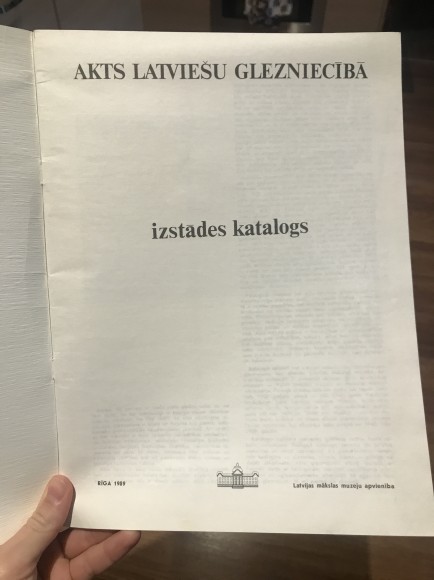 AKTS LATVIEŠU GLEZNIECĪBĀ
izstādes katalogs
RĪGA 1989
Latvijas mākslas muzeju apvienība